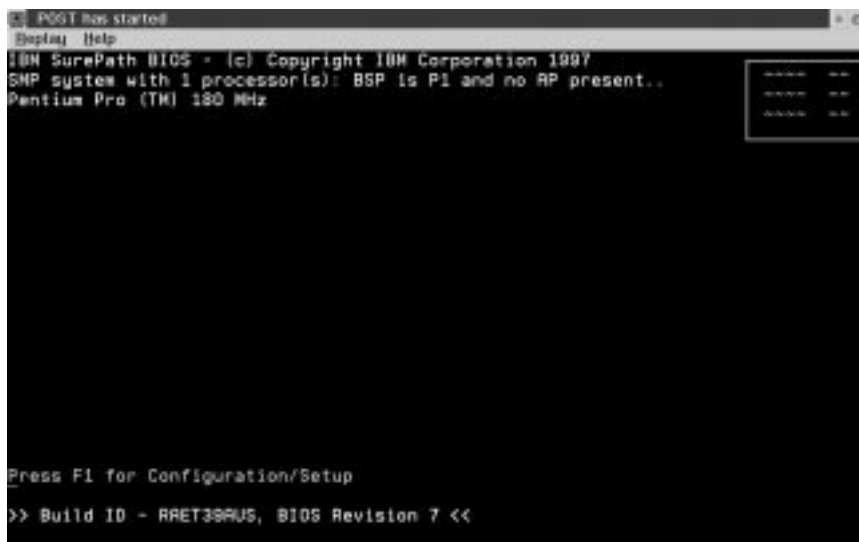 POST has started
Replay Help
IBM SurePath BIOS - (c) Copyright IBM Corporation 1997
SMP system with 1 processor(s): BSP is P1 and no AP present..
Pentium Pro (TM) 180 MHz
Press F1 for Configuration/Setup
>> Build ID - RRET39AUS, BIOS Revision 7 <<